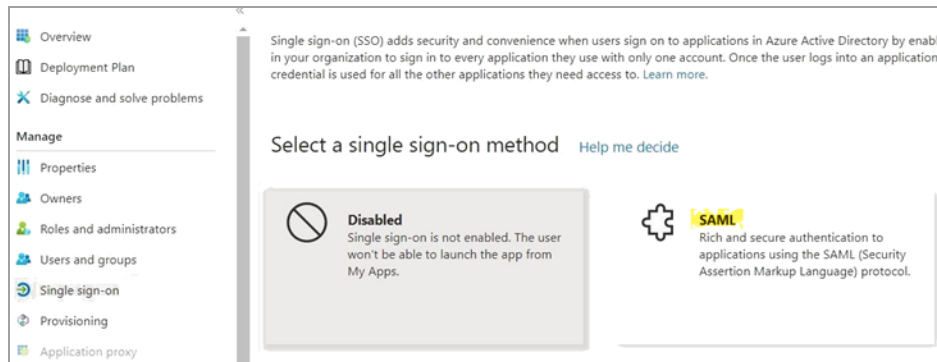 Overview
Deployment Plan
Diagnose and solve problems
Manage
Properties
Owners
Roles and administrators
Users and groups
Single sign-on
Provisioning
Application proxy
Single sign-on (SSO) adds security and convenience when users sign on to applications in Azure Active Directory by enabl
in your organization to sign in to every application they use with only one account. Once the user logs into an application
credential is used for all the other applications they need access to. Learn more.
Select a single sign-on method Help me decide
Disabled
Single sign-on is not enabled. The user
won't be able to launch the app from
My Apps.
SAML
Rich and secure authentication to
applications using the SAML (Security
Assertion Markup Language) protocol.